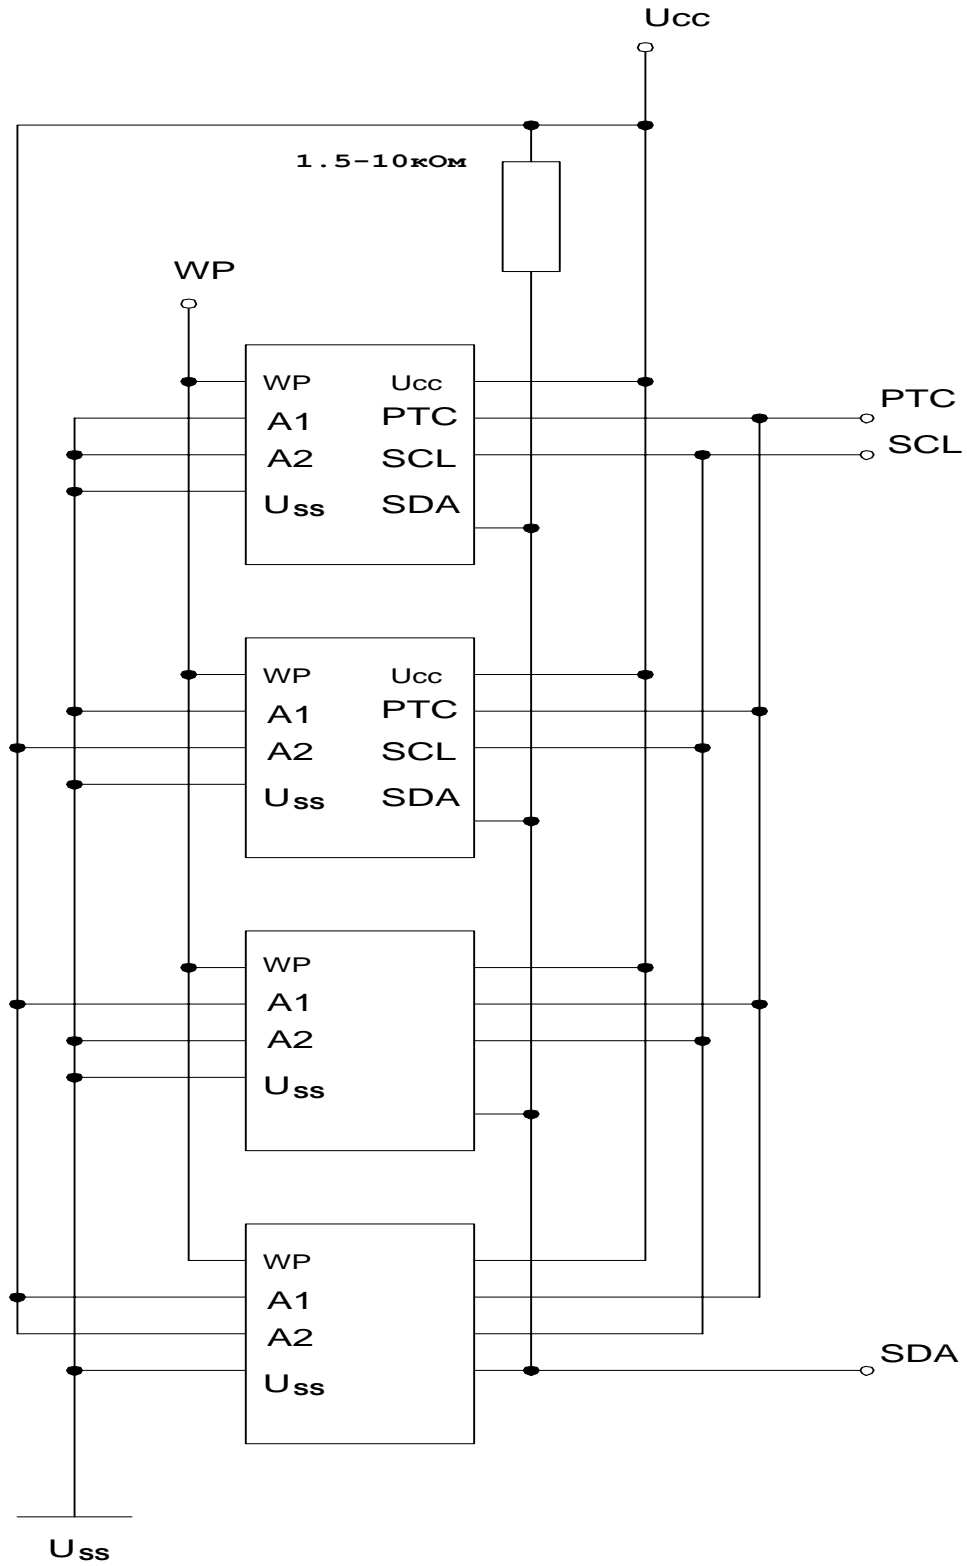 Ucc
1.5-10кОм
WP
WP Ucc
A1 PTC
A2 SCL
Uss SDA
PTC
SCL
WP Ucc
A1 PTC
A2 SCL
Uss SDA
WP
A1
A2
Uss
WP
A1
A2
Uss
SDA
Uss